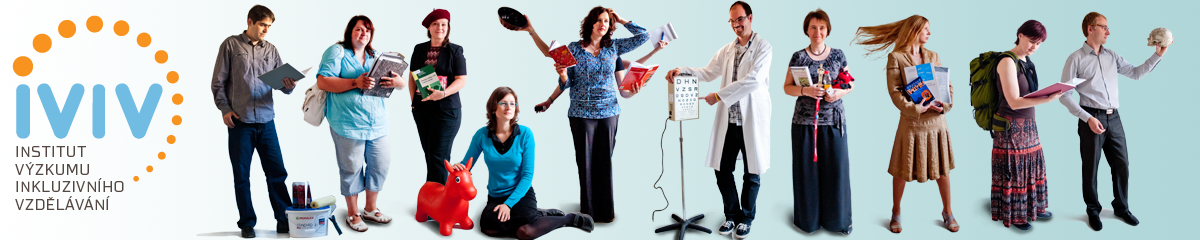 IVIV
INSTITUT
VÝZKUMU
INKLUZIVNÍHO
VZDĚLÁVÁNÍ
D H N
V Z S R